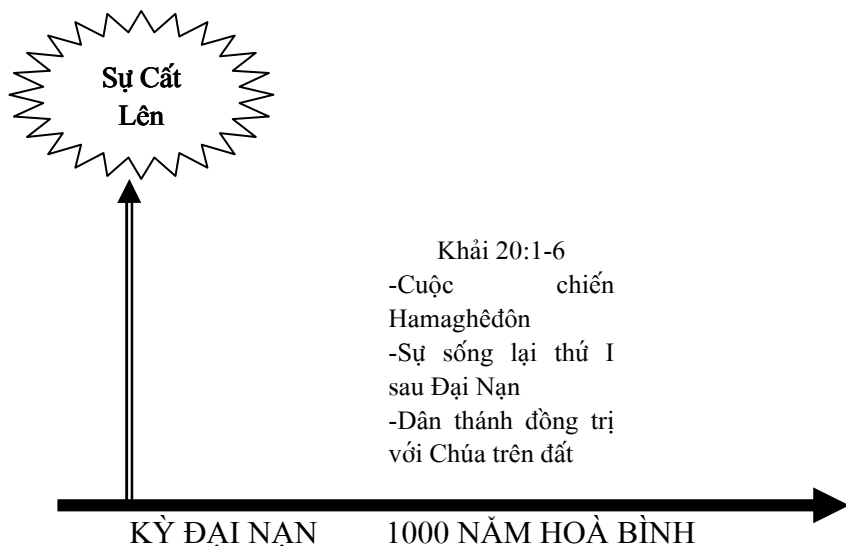 Sự Cất
Lên
Khải 20:1-6
-Cuộc chiến
Hamaghêđôn
-Sự sống lại thứ I
sau Đại Nạn
-Dân thánh đồng trị
với Chúa trên đất
KỲ ĐẠI NẠN 1000 NĂM HOÀ BÌNH